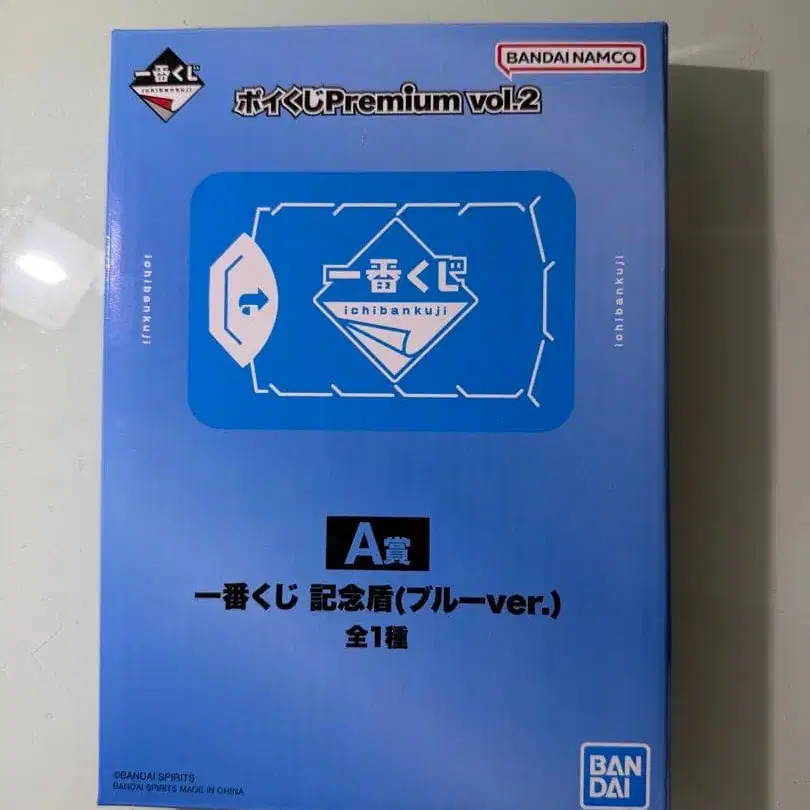 一番くじ
ichibankuji
BANDAI NAMCO
ポイくじPremium vol.2
ichibankuji
一番くじ
ichibankuji
ichibankuji
A賞
一番くじ 記念盾(ブルーver.)
全1種
©BANDAI SPIRITS
BANDAI SPIRITS MADE IN CHINA
BAN
DAI